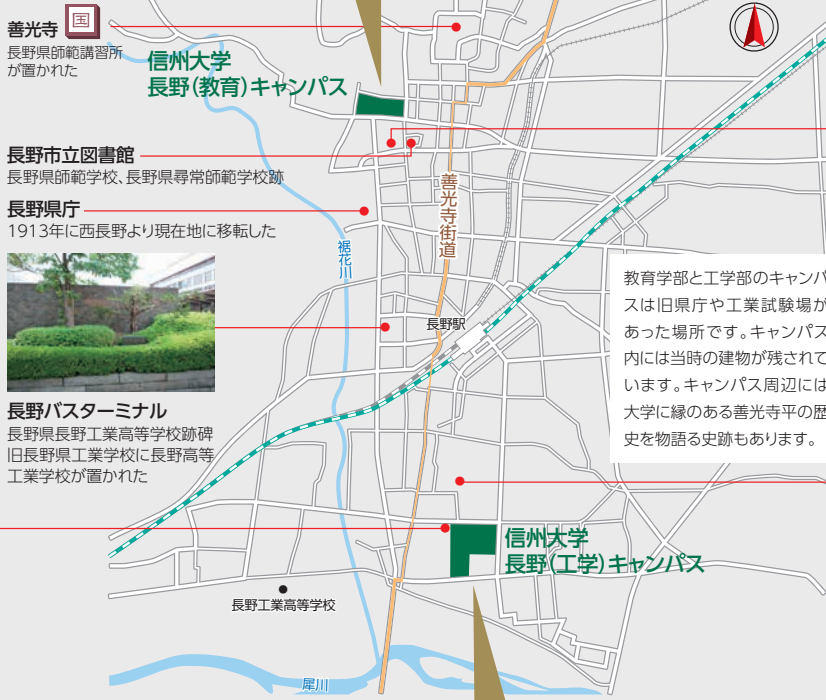 善光寺 国
長野県師範講習所
が置かれた
信州大学
長野(教育)キャンパス
長野市立図書館
長野県師範学校、長野県尋常師範学校跡
長野県庁
1913年に西長野より現在地に移転した
善光寺街道
裾花川
長野駅
教育学部と工学部のキャンパ
スは旧県庁や工業試験場が
あった場所です。キャンパス
内には当時の建物が残されて
います。キャンパス周辺には
大学に縁のある善光寺平の歴
史を物語る史跡もあります。
長野バスターミナル
長野県長野工業高等学校跡碑
旧長野県工業学校に長野高等
工業学校が置かれた
信州大学
長野(工学)キャンパス
長野工業高等学校
犀川